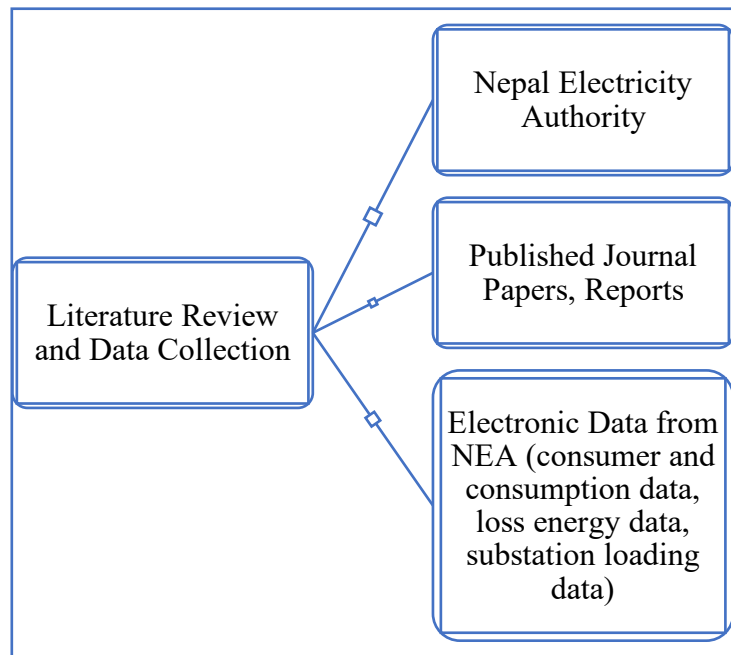 Nepal Electricity
Authority
Published Journal
Papers, Reports
Literature Review
and Data Collection
Electronic Data from
NEA (consumer and
consumption data,
loss energy data,
substation loading
data)